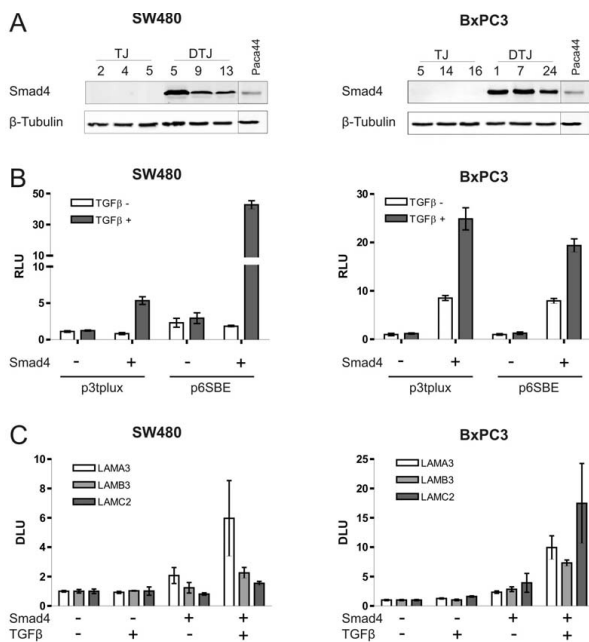 A
SW480
BxPC3
TJ DTJ Paca44
2 4 5 5 9 13
TJ DTJ Paca44
5 14 16 1 7 24
Smad4
β-Tubulin
Smad4
β-Tubulin
B
SW480
BxPC3
50
30
10
10
5
0
RLU
TGFβ -
TGFβ +
Smad4 - + - +
p3tplux p6SBE
30
20
10
0
RLU
TGFβ -
TGFβ +
Smad4 - + - +
p3tplux p6SBE
C
SW480
BxPC3
10
8
6
4
2
0
DLU
LAMA3
LAMB3
LAMC2
Smad4 - - + +
TGFβ - + - +
25
20
15
10
5
0
DLU
LAMA3
LAMB3
LAMC2
Smad4 - - + +
TGFβ - + - +